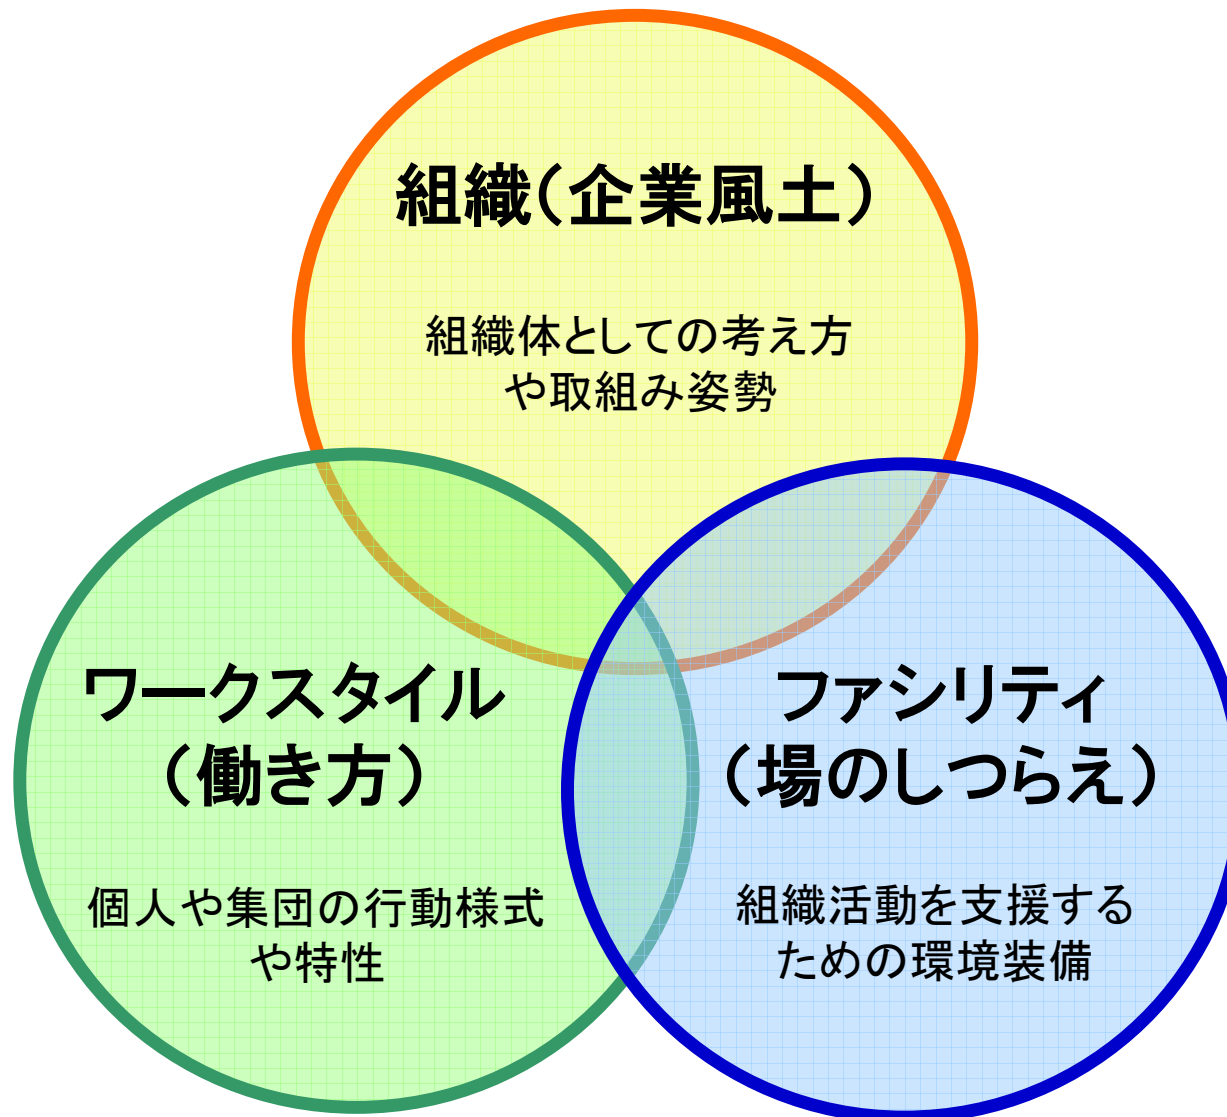 組織（企業風土）
組織体としての考え方
や取組み姿勢
ワークスタイル
（働き方）
個人や集団の行動様式
や特性
ファシリティ
（場のしつらえ）
組織活動を支援する
ための環境装備